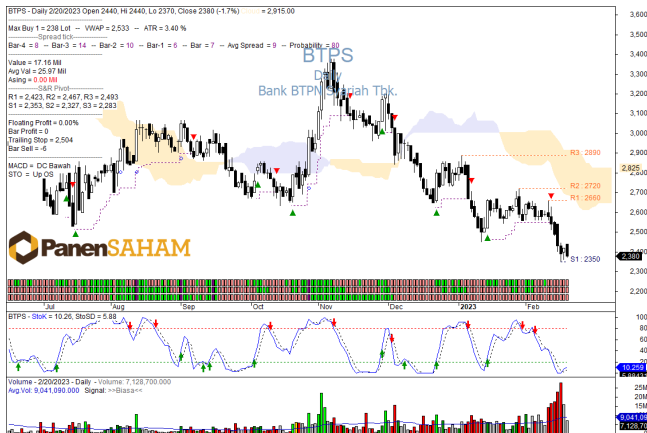 BTPS - Daily 2/20/2023 Open 2440, Hi 2440, Lo 2370, Close 2380 (-1.7%) = 2,915.00
Max Buy 1 = 238 Lot -- VWAP = 2,533 -- ATR = 3.40 %
Spread tick
Bar-4 = 8 -- Bar-3 = 14 -- Bar-2 = 10 -- Bar-1 = 6 -- Bar = 7 -- Avg Spread = 9 -- Probability = 80
Value = 17.16 Mil
Avg Val = 25.97 Mil
Asing = 0.00 Mil
S&R Pivot
R1 = 2,423, R2 = 2,467, R3 = 2,493
S1 = 2,353, S2 = 2,327, S3 = 2,283
Floating Profit = 0.00%
Bar Profit = 0
Trailing Stop = 2,504
Bar Sell = -6
MACD = DC Bawah
STO = Up OS
BTPS
Daily
Bank BTPN Syariah Tbk.
PanenSAHAM
3,600
3,500
3,400
3,300
3,200
3,100
3,000
2,900
2,825
2,800
2,700
2,600
2,500
2,400
2,380
2,300
2,200
R3 : 2890
R2 : 2720
R1 : 2660
S1 : 2350
Jul Aug Sep Oct Nov Dec 2023 Feb
BTPS - StoK = 10.26, StoSD = 5.88
100
80
60
40
20
10.259
Volume - 2/20/2023 - Daily - Volume: 7,128,700.000
Avg.Vol: 9,041,090.000 Signal: >>Biasa<<
25M
20M
15M
9,041,09
7,128,70